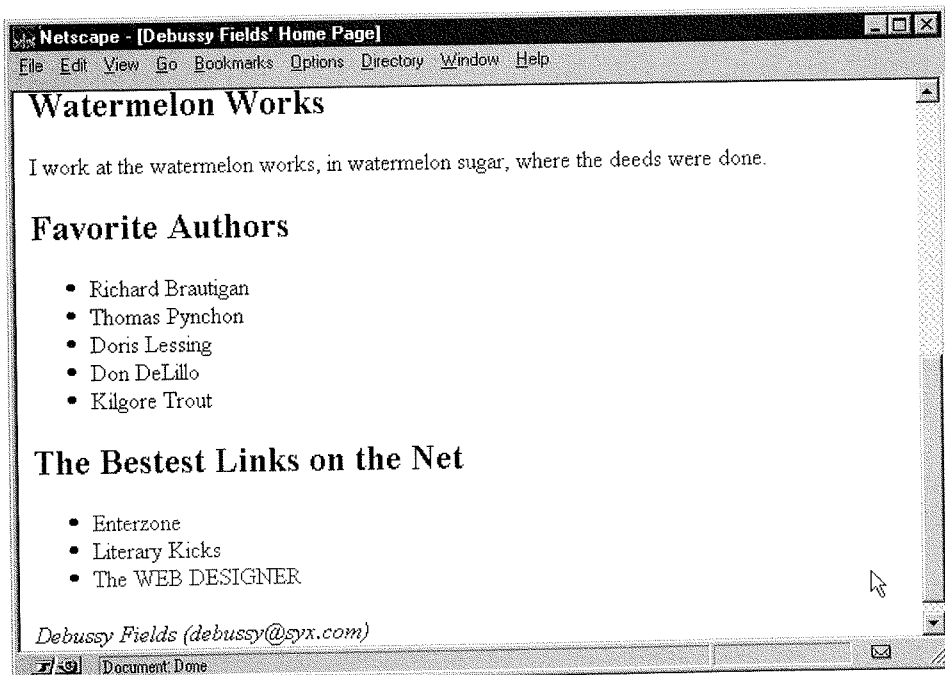 Netscape - [Debussy Fields' Home Page]
File Edit View Go Bookmarks Options Directory Window Help
Watermelon Works
I work at the watermelon works, in watermelon sugar, where the deeds were done.
Favorite Authors
Richard Brautigan
Thomas Pynchon
Doris Lessing
Don DeLillo
Kilgore Trout
The Bestest Links on the Net
Enterzone
Literary Kicks
The WEB DESIGNER
Debussy Fields (debussy@syx.com)
Document: Done